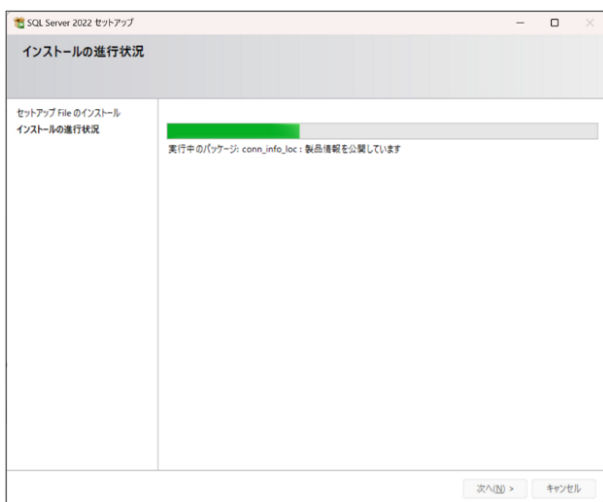 SQL Server 2022 セットアップ
インストールの進行状況
セットアップ File のインストール
インストールの進行状況
実行中のパッケージ: conn_info_loc : 製品情報を公開しています
次へ(N) >
キャンセル